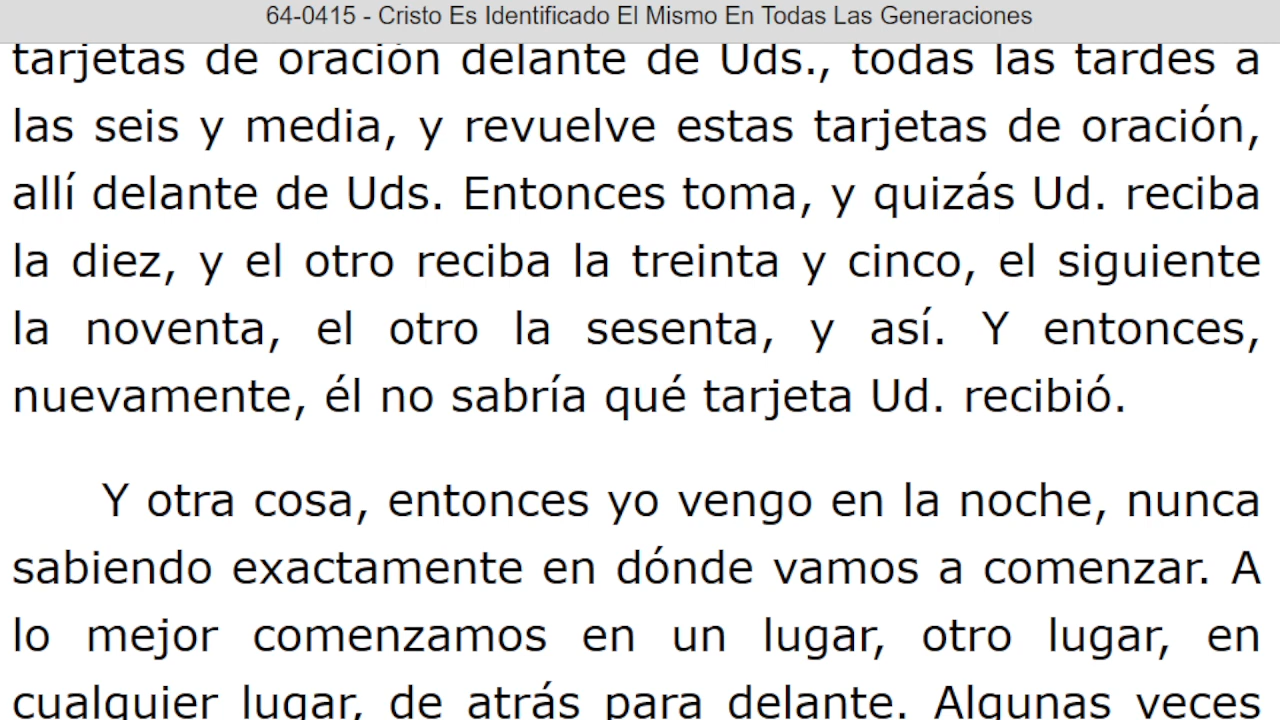 64-0415 - Cristo Es Identificado El Mismo En Todas Las Generaciones
tarjetas de oración delante de Uds., todas las tardes a
las seis y media, y revuelve estas tarjetas de oración,
allí delante de Uds. Entonces toma, y quizás Ud. reciba
la diez, y el otro reciba la treinta y cinco, el siguiente
la noventa, el otro la sesenta, y así. Y entonces,
nuevamente, él no sabría qué tarjeta Ud. recibió.
Y otra cosa, entonces yo vengo en la noche, nunca
sabiendo exactamente en dónde vamos a comenzar. A
lo mejor comenzamos en un lugar, otro lugar, en
cualquier lugar, de atrás para delante. Algunas veces